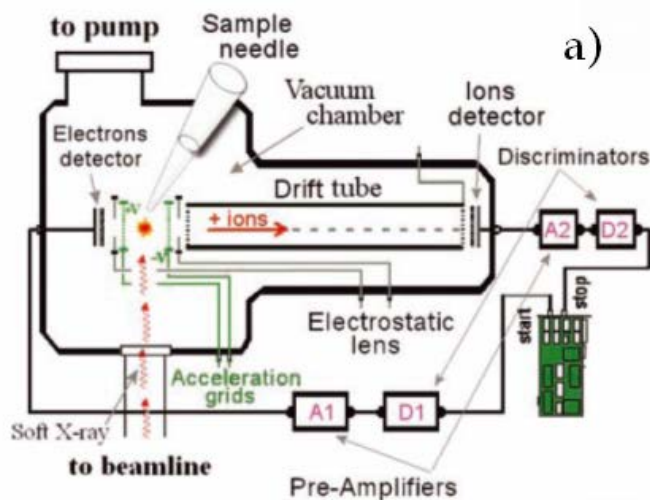 to pump
Sample
needle
a)
Vacuum
chamber
Ions
detector
Electrons
detector
Discriminators
Drift tube
-V
+ ions
-V
A2
D2
Electrostatic
lens
start
stop
Acceleration
grids
Soft X-ray
A1
D1
to beamline
Pre-Amplifiers